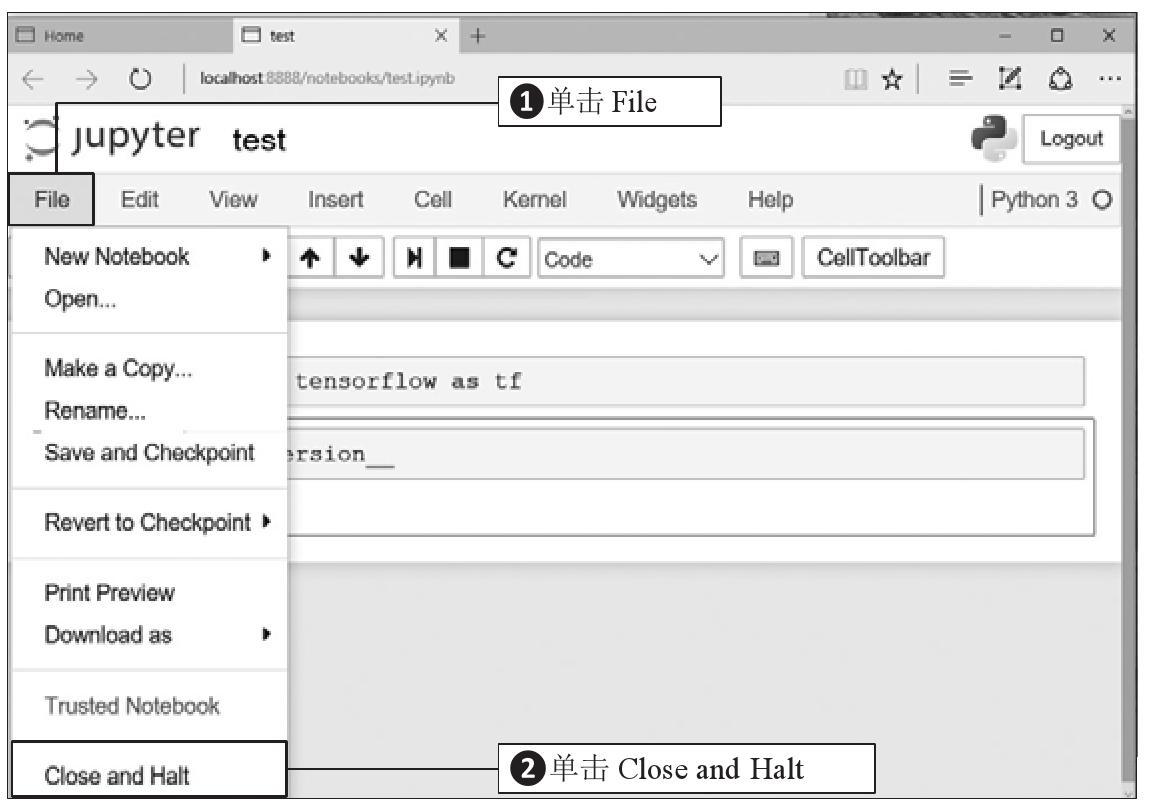 Home test
localhost:8888/notebooks/test.ipynb
❶单击 File
jupyter test
Logout
File Edit View Insert Cell Kernel Widgets Help Python 3
New Notebook
Code
CellToolbar
Open...
Make a Copy...
tensorflow as tf
Rename...
Save and Checkpoint
ersion__
Revert to Checkpoint
Print Preview
Download as
Trusted Notebook
Close and Halt
❷单击 Close and Halt